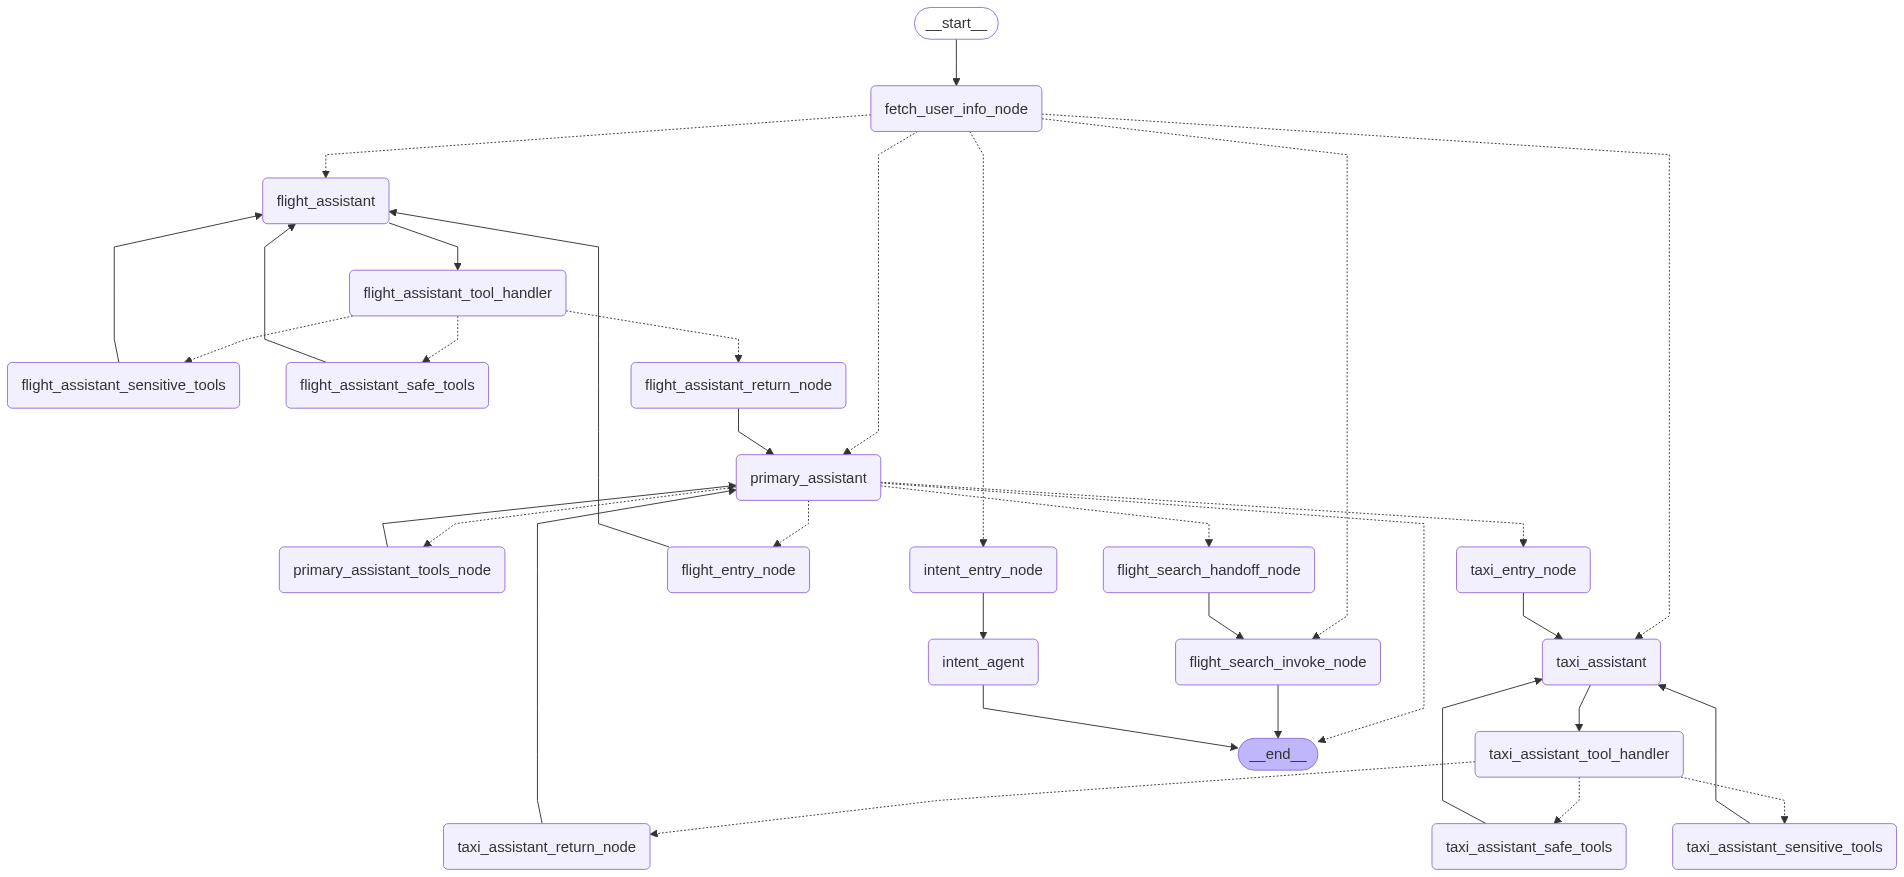 __start__
fetch_user_info_node
flight_assistant
flight_assistant_tool_handler
flight_assistant_sensitive_tools
flight_assistant_safe_tools
flight_assistant_return_node
primary_assistant
primary_assistant_tools_node
flight_entry_node
intent_entry_node
flight_search_handoff_node
taxi_entry_node
intent_agent
flight_search_invoke_node
taxi_assistant
__end__
taxi_assistant_tool_handler
taxi_assistant_return_node
taxi_assistant_safe_tools
taxi_assistant_sensitive_tools